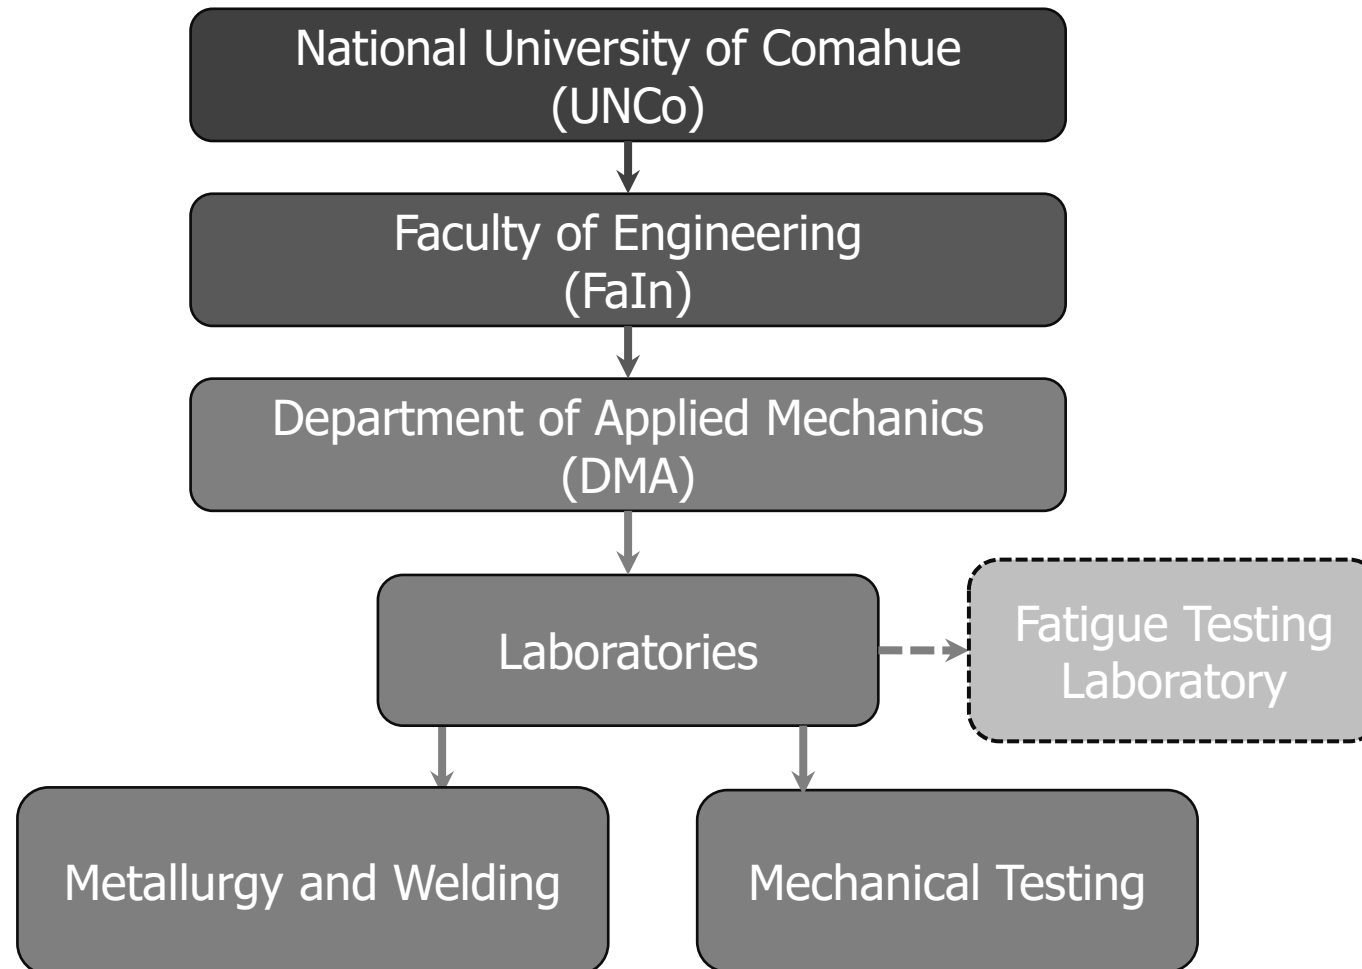 National University of Comahue
(UNCo)
Faculty of Engineering
(FaIn)
Department of Applied Mechanics
(DMA)
Laboratories
Fatigue Testing
Laboratory
Metallurgy and Welding
Mechanical Testing